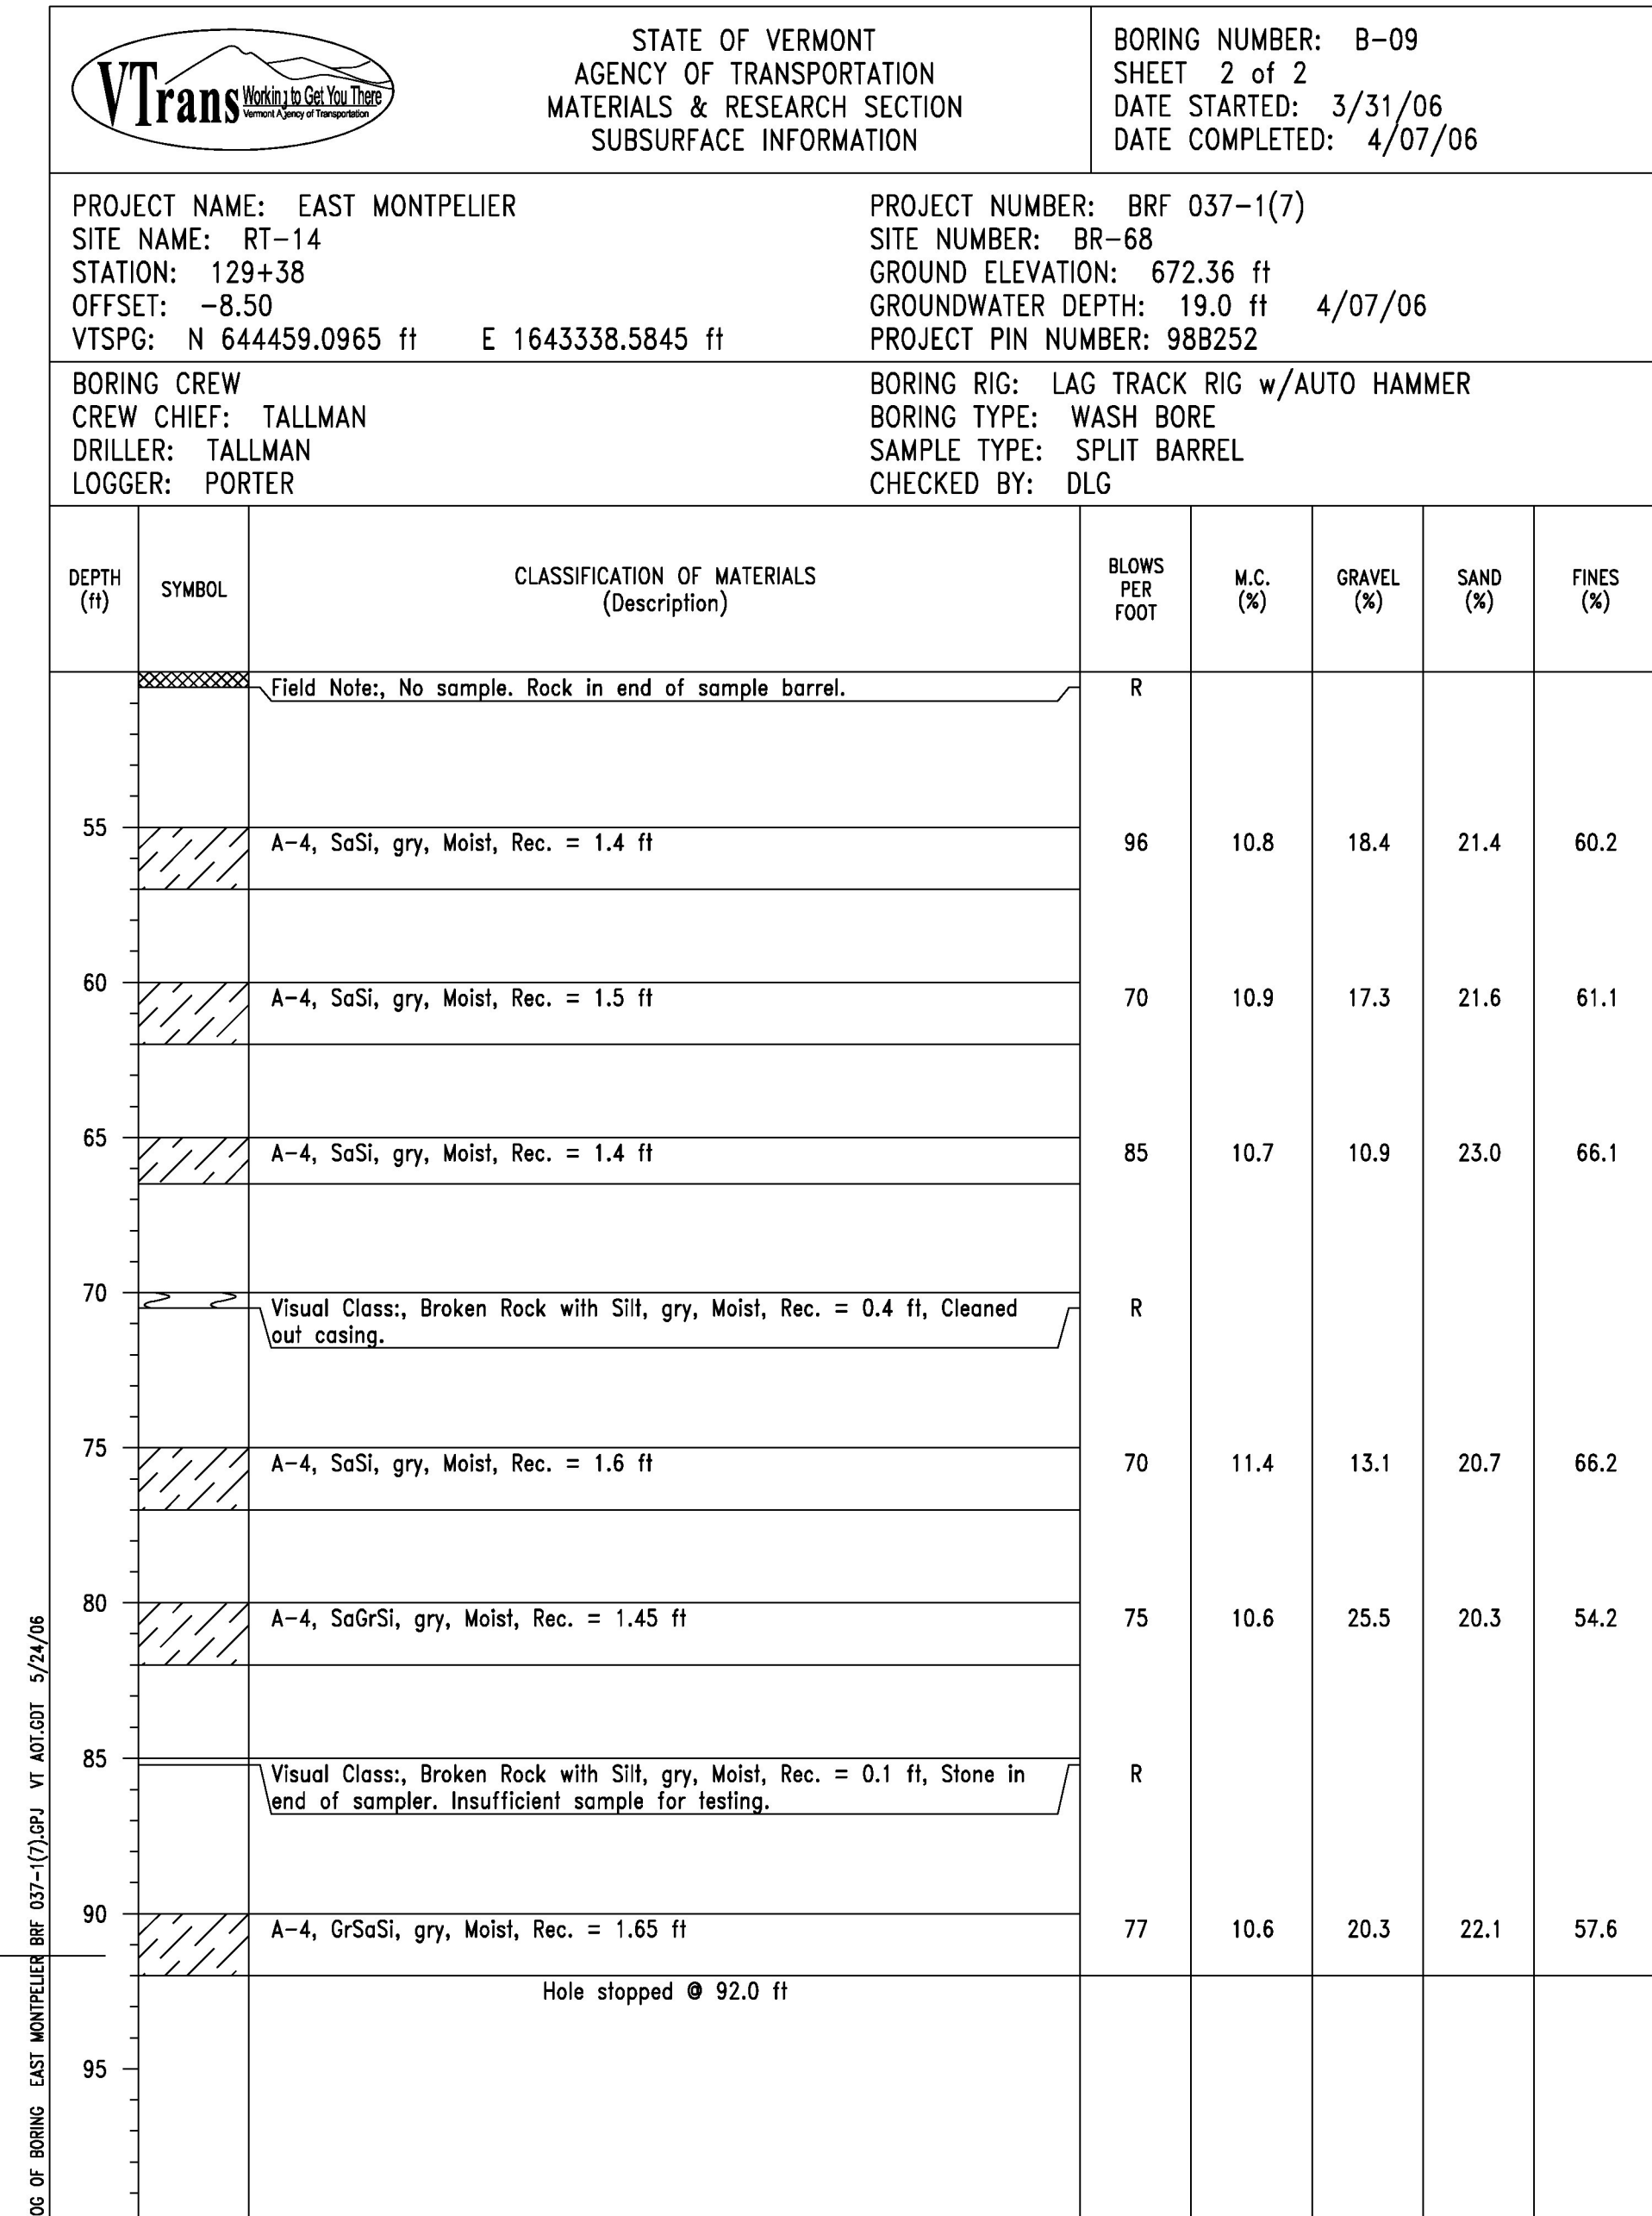 VTrans Working to Get You There
Vermont Agency of Transportation
STATE OF VERMONT
AGENCY OF TRANSPORTATION
MATERIALS & RESEARCH SECTION
SUBSURFACE INFORMATION
BORING NUMBER: B-09
SHEET 2 of 2
DATE STARTED: 3/31/06
DATE COMPLETED: 4/07/06
PROJECT NAME: EAST MONTPELIER
SITE NAME: RT-14
STATION: 129+38
OFFSET: -8.50
VTSPG: N 644459.0965 ft E 1643338.5845 ft
PROJECT NUMBER: BRF 037-1(7)
SITE NUMBER: BR-68
GROUND ELEVATION: 672.36 ft
GROUNDWATER DEPTH: 19.0 ft 4/07/06
PROJECT PIN NUMBER: 98B252
BORING CREW
CREW CHIEF: TALLMAN
DRILLER: TALLMAN
LOGGER: PORTER
BORING RIG: LAG TRACK RIG w/AUTO HAMMER
BORING TYPE: WASH BORE
SAMPLE TYPE: SPLIT BARREL
CHECKED BY: DLG
DEPTH
(ft)
SYMBOL
CLASSIFICATION OF MATERIALS
(Description)
BLOWS
PER
FOOT
M.C.
(%)
GRAVEL
(%)
SAND
(%)
FINES
(%)
Field Note:, No sample. Rock in end of sample barrel. R
55
A-4, SaSi, gry, Moist, Rec. = 1.4 ft 96 10.8 18.4 21.4 60.2
60
A-4, SaSi, gry, Moist, Rec. = 1.5 ft 70 10.9 17.3 21.6 61.1
65
A-4, SaSi, gry, Moist, Rec. = 1.4 ft 85 10.7 10.9 23.0 66.1
70
Visual Class:, Broken Rock with Silt, gry, Moist, Rec. = 0.4 ft, Cleaned R
out casing.
75
A-4, SaSi, gry, Moist, Rec. = 1.6 ft 70 11.4 13.1 20.7 66.2
80
A-4, SaGrSi, gry, Moist, Rec. = 1.45 ft 75 10.6 25.5 20.3 54.2
85
Visual Class:, Broken Rock with Silt, gry, Moist, Rec. = 0.1 ft, Stone in R
end of sampler. Insufficient sample for testing.
90
A-4, GrSaSi, gry, Moist, Rec. = 1.65 ft 77 10.6 20.3 22.1 57.6
Hole stopped @ 92.0 ft
95
OG OF BORING EAST MONTPELIER BRF 037-1(7).GPJ VT AOT.GDT 5/24/06